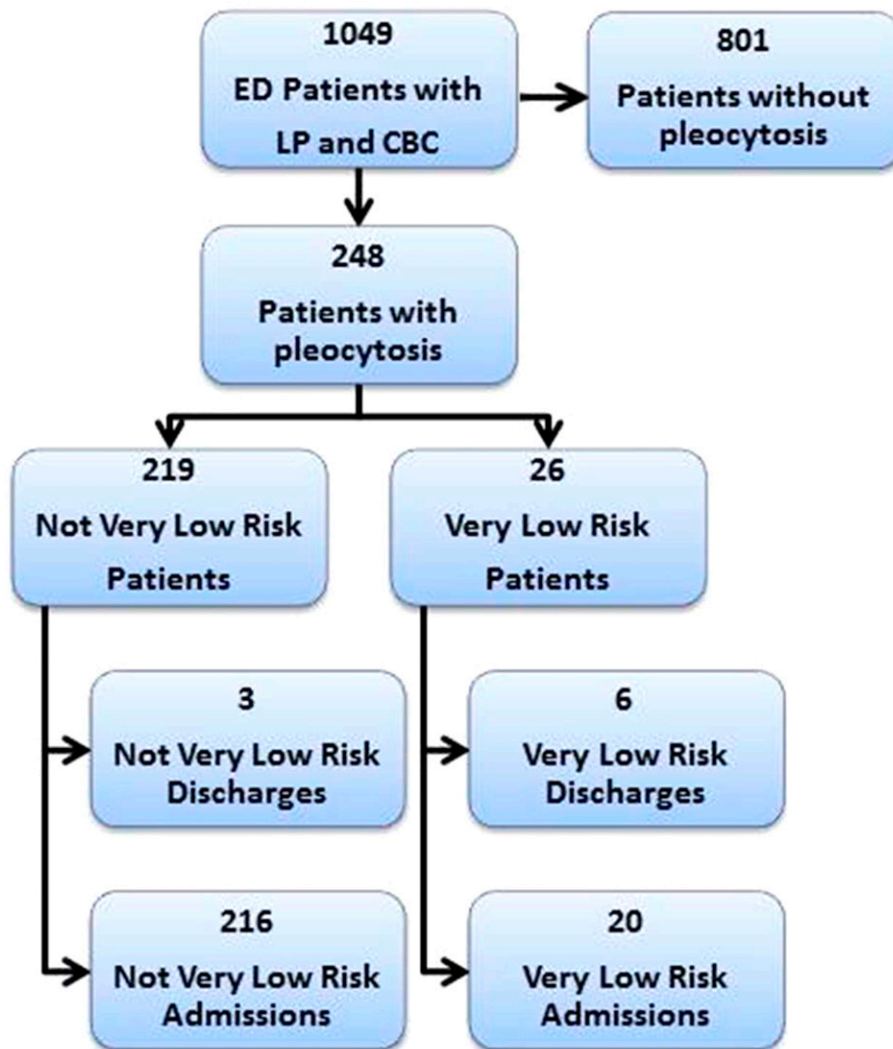 1049
ED Patients with
LP and CBC
801
Patients without
pleocytosis
248
Patients with
pleocytosis
219
Not Very Low Risk
Patients
26
Very Low Risk
Patients
3
Not Very Low Risk
Discharges
6
Very Low Risk
Discharges
216
Not Very Low Risk
Admissions
20
Very Low Risk
Admissions